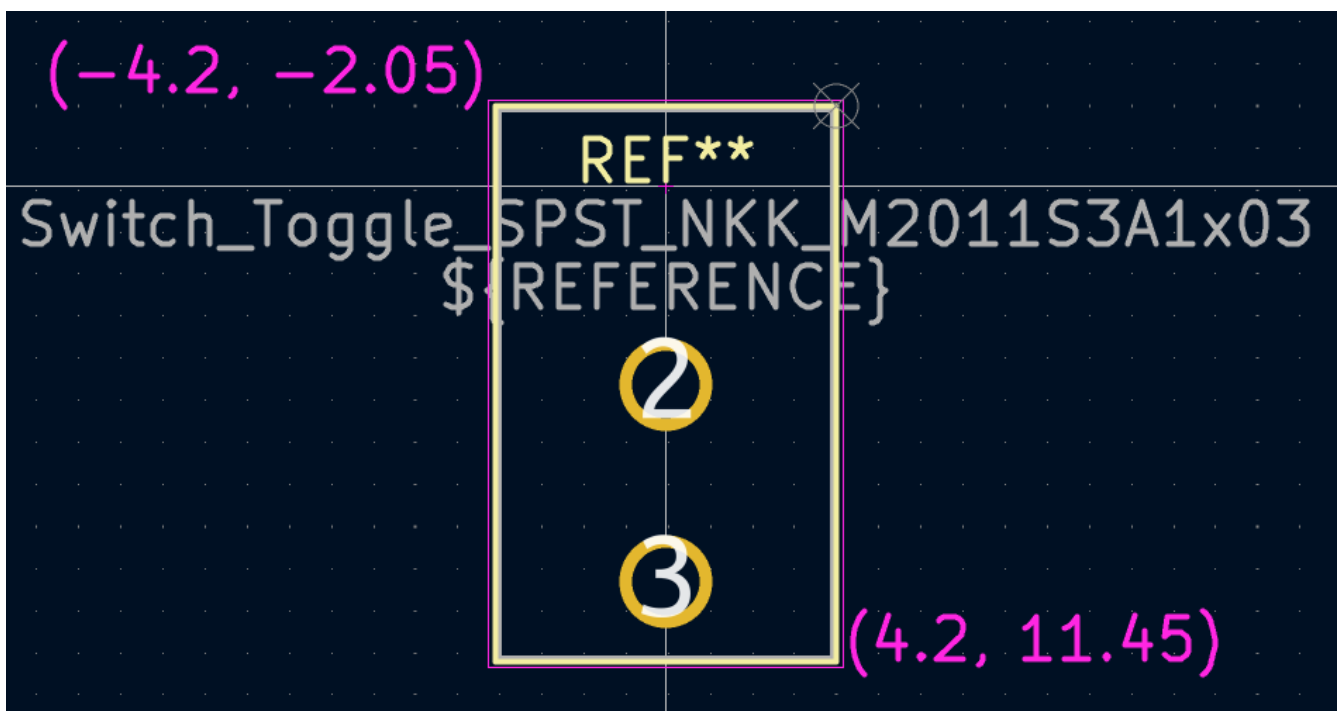 (-4.2, -2.05)
REF**
Switch_Toggle_SPST_NKK_M2011S3A1x03
${REFERENCE}
2
3
(4.2, 11.45)